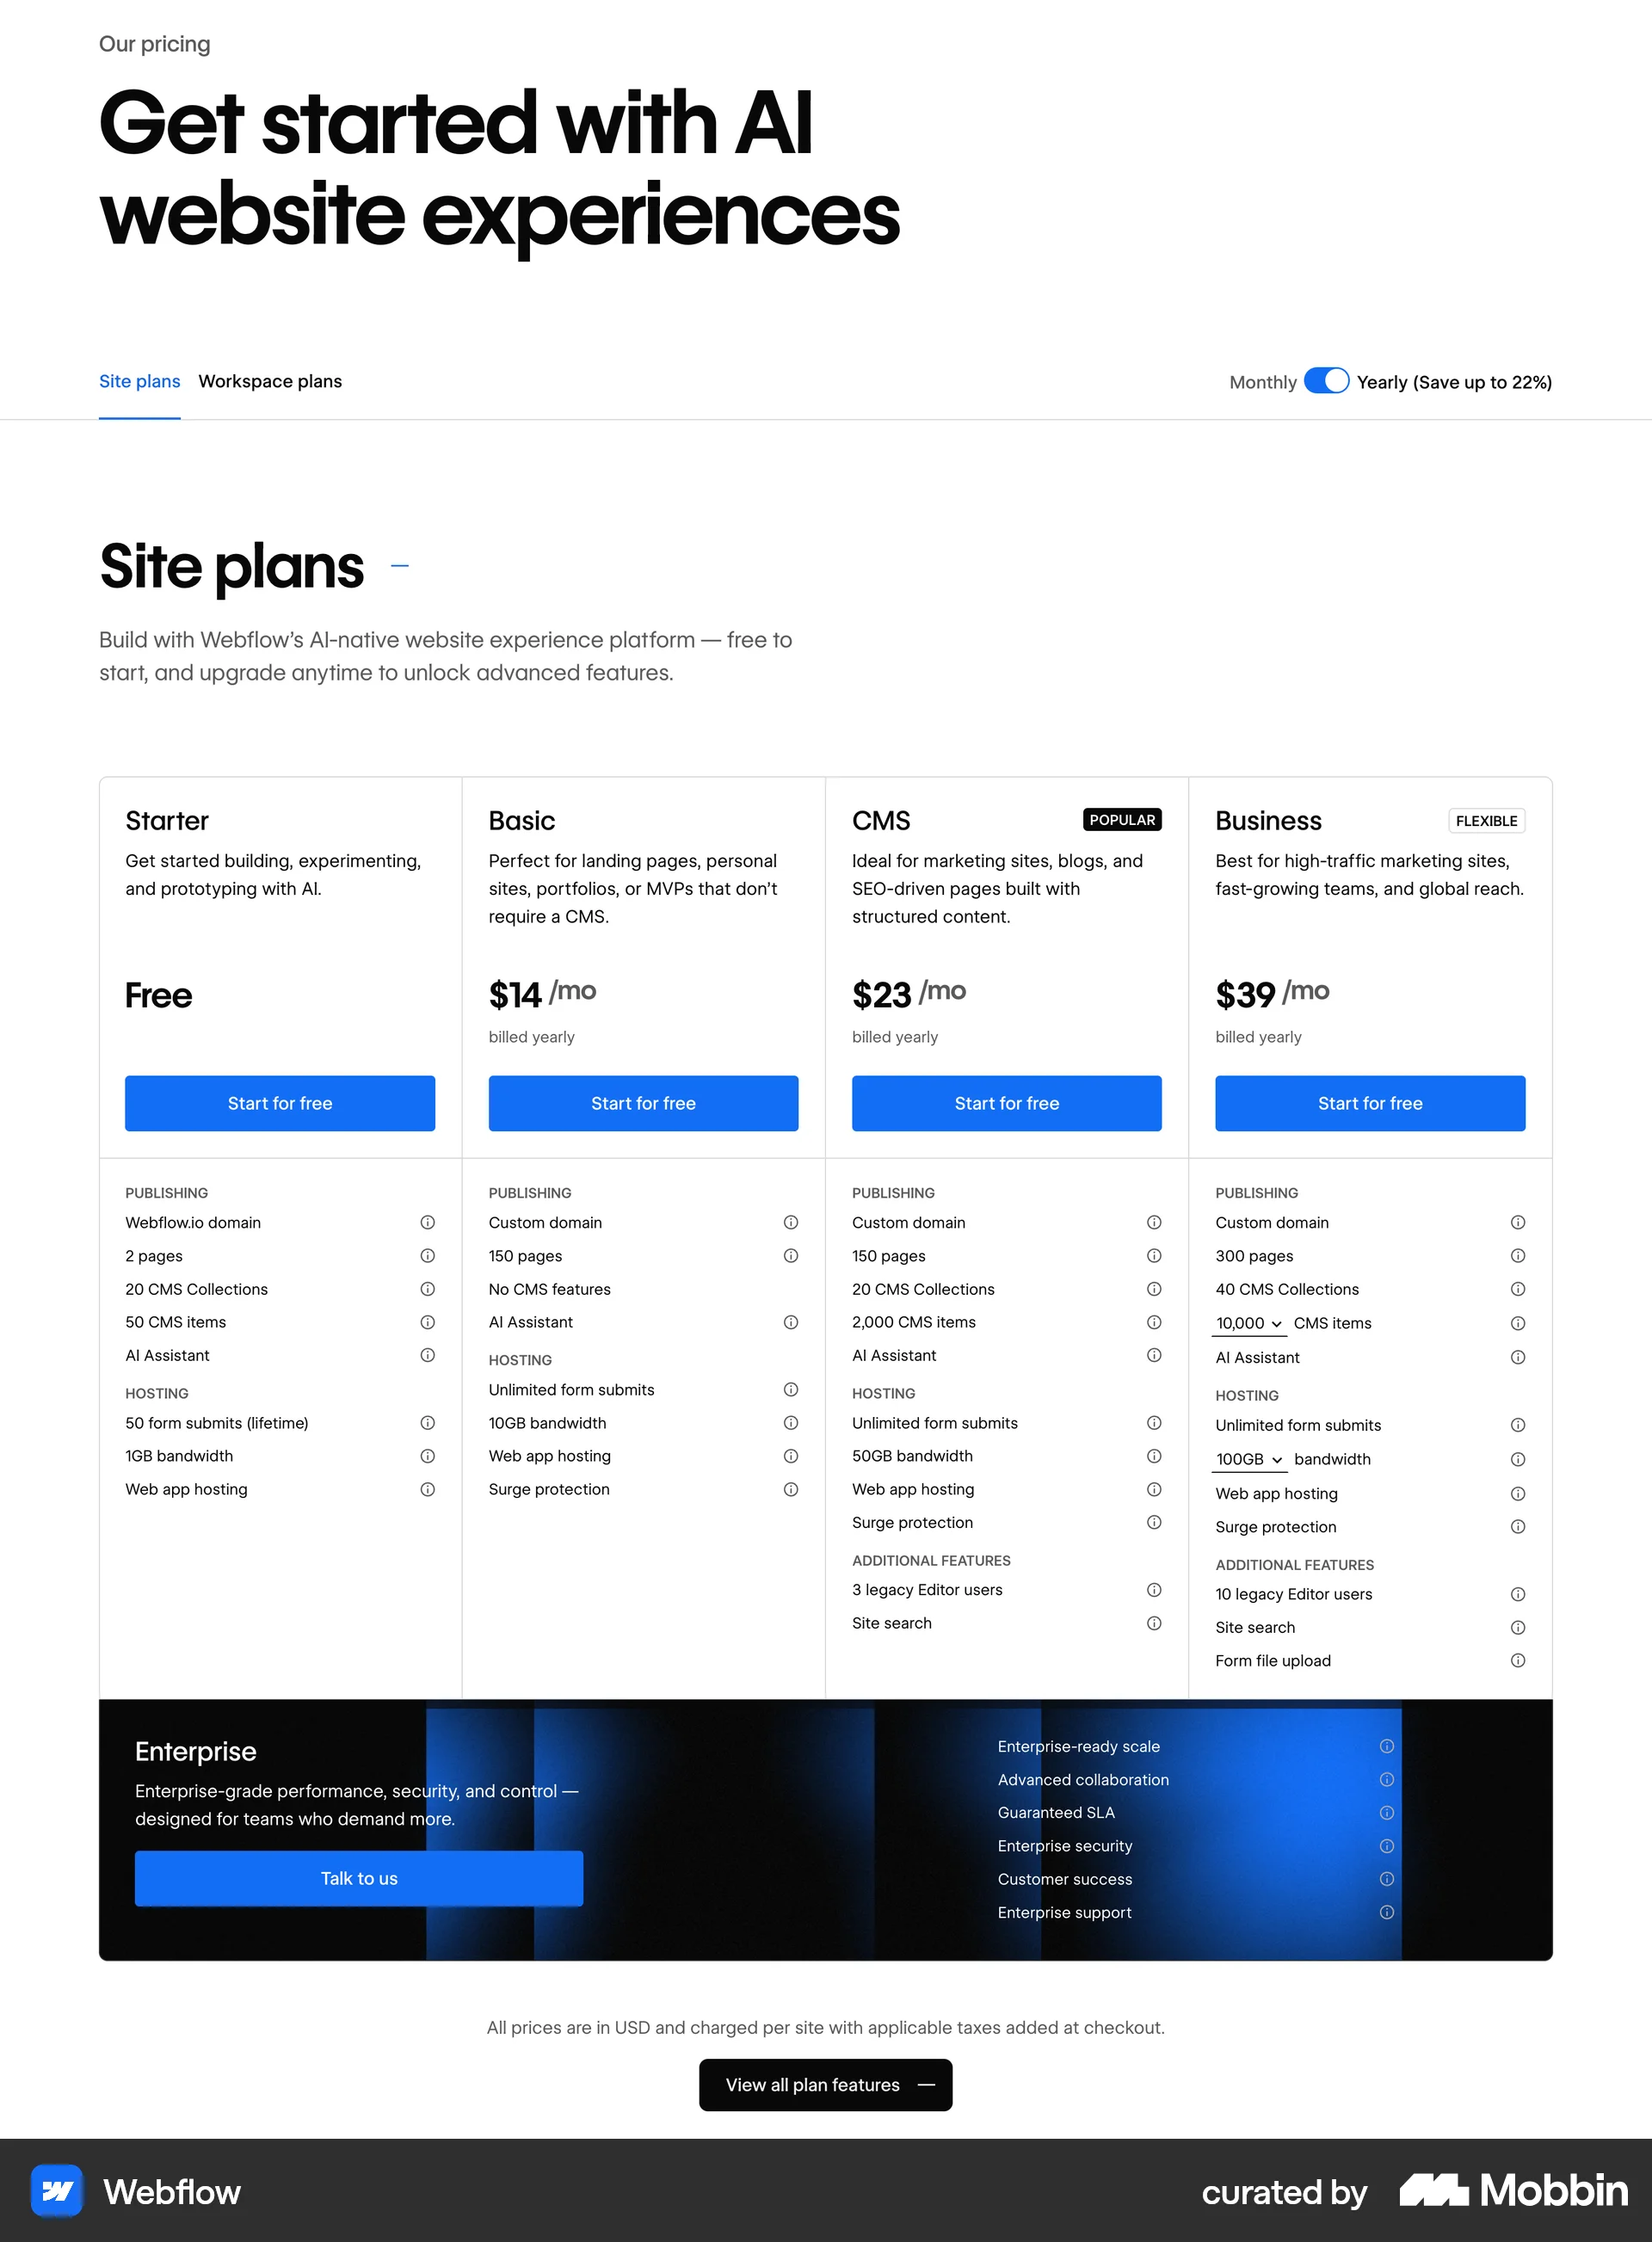 Our pricing
Get started with AI
website experiences
Site plans
Workspace plans
Monthly
Yearly (Save up to 22%)
Site plans —
Build with Webflow’s AI-native website experience platform — free to
start, and upgrade anytime to unlock advanced features.
Starter
Get started building, experimenting,
and prototyping with AI.
Free
Start for free
PUBLISHING
Webflow.io domain
2 pages
20 CMS Collections
50 CMS items
AI Assistant
HOSTING
50 form submits (lifetime)
1GB bandwidth
Web app hosting
Basic
Perfect for landing pages, personal
sites, portfolios, or MVPs that don’t
require a CMS.
$14 /mo
billed yearly
Start for free
PUBLISHING
Custom domain
150 pages
No CMS features
AI Assistant
HOSTING
Unlimited form submits
10GB bandwidth
Web app hosting
Surge protection
CMS
POPULAR
Ideal for marketing sites, blogs, and
SEO-driven pages built with
structured content.
$23 /mo
billed yearly
Start for free
PUBLISHING
Custom domain
150 pages
20 CMS Collections
2,000 CMS items
AI Assistant
HOSTING
Unlimited form submits
50GB bandwidth
Web app hosting
Surge protection
ADDITIONAL FEATURES
3 legacy Editor users
Site search
Business
FLEXIBLE
Best for high-traffic marketing sites,
fast-growing teams, and global reach.
$39 /mo
billed yearly
Start for free
PUBLISHING
Custom domain
300 pages
40 CMS Collections
10,000 CMS items
AI Assistant
HOSTING
Unlimited form submits
100GB bandwidth
Web app hosting
Surge protection
ADDITIONAL FEATURES
10 legacy Editor users
Site search
Form file upload
Enterprise
Enterprise-grade performance, security, and control —
designed for teams who demand more.
Talk to us
Enterprise-ready scale
Advanced collaboration
Guaranteed SLA
Enterprise security
Customer success
Enterprise support
All prices are in USD and charged per site with applicable taxes added at checkout.
View all plan features —
Webflow
curated by Mobbin